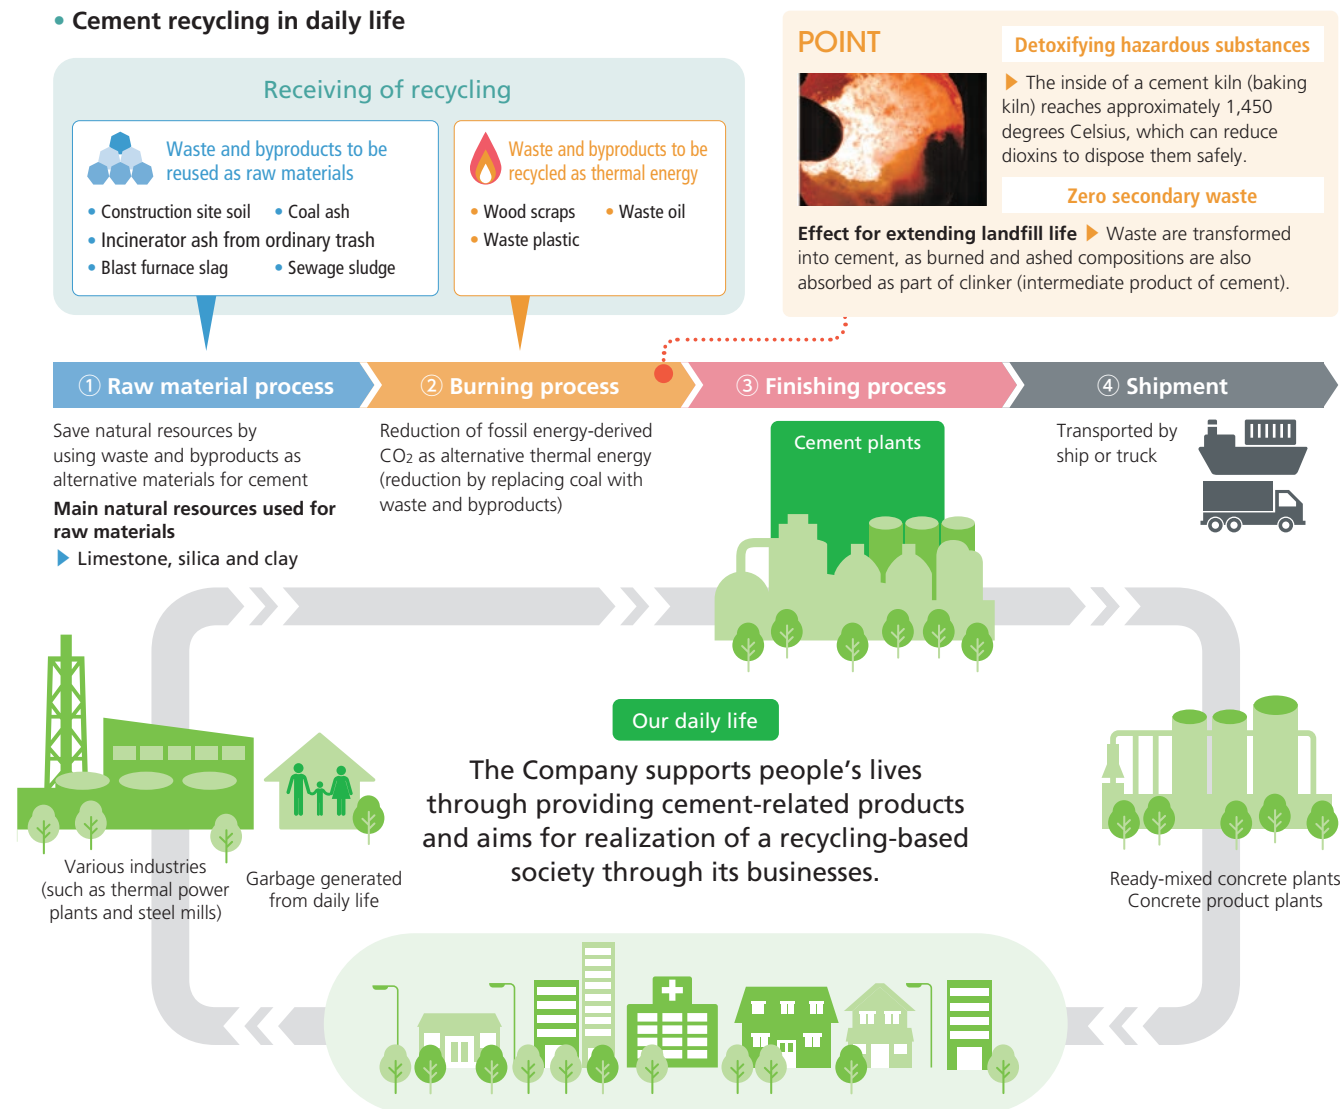 • Cement recycling in daily life
Receiving of recycling
Waste and byproducts to be
reused as raw materials
• Construction site soil • Coal ash
• Incinerator ash from ordinary trash
• Blast furnace slag • Sewage sludge
Waste and byproducts to be
recycled as thermal energy
• Wood scraps • Waste oil
• Waste plastic
POINT
Detoxifying hazardous substances
▶ The inside of a cement kiln (baking
kiln) reaches approximately 1,450
degrees Celsius, which can reduce
dioxins to dispose them safely.
Zero secondary waste
Effect for extending landfill life ▶ Waste are transformed
into cement, as burned and ashed compositions are also
absorbed as part of clinker (intermediate product of cement).
① Raw material process
② Burning process
③ Finishing process
④ Shipment
Save natural resources by
using waste and byproducts as
alternative materials for cement
Main natural resources used for
raw materials
▶ Limestone, silica and clay
Reduction of fossil energy-derived
CO2 as alternative thermal energy
(reduction by replacing coal with
waste and byproducts)
Cement plants
Transported by
ship or truck
Our daily life
The Company supports people’s lives
through providing cement-related products
and aims for realization of a recycling-based
society through its businesses.
Various industries
(such as thermal power
plants and steel mills)
Garbage generated
from daily life
Ready-mixed concrete plants
Concrete product plants